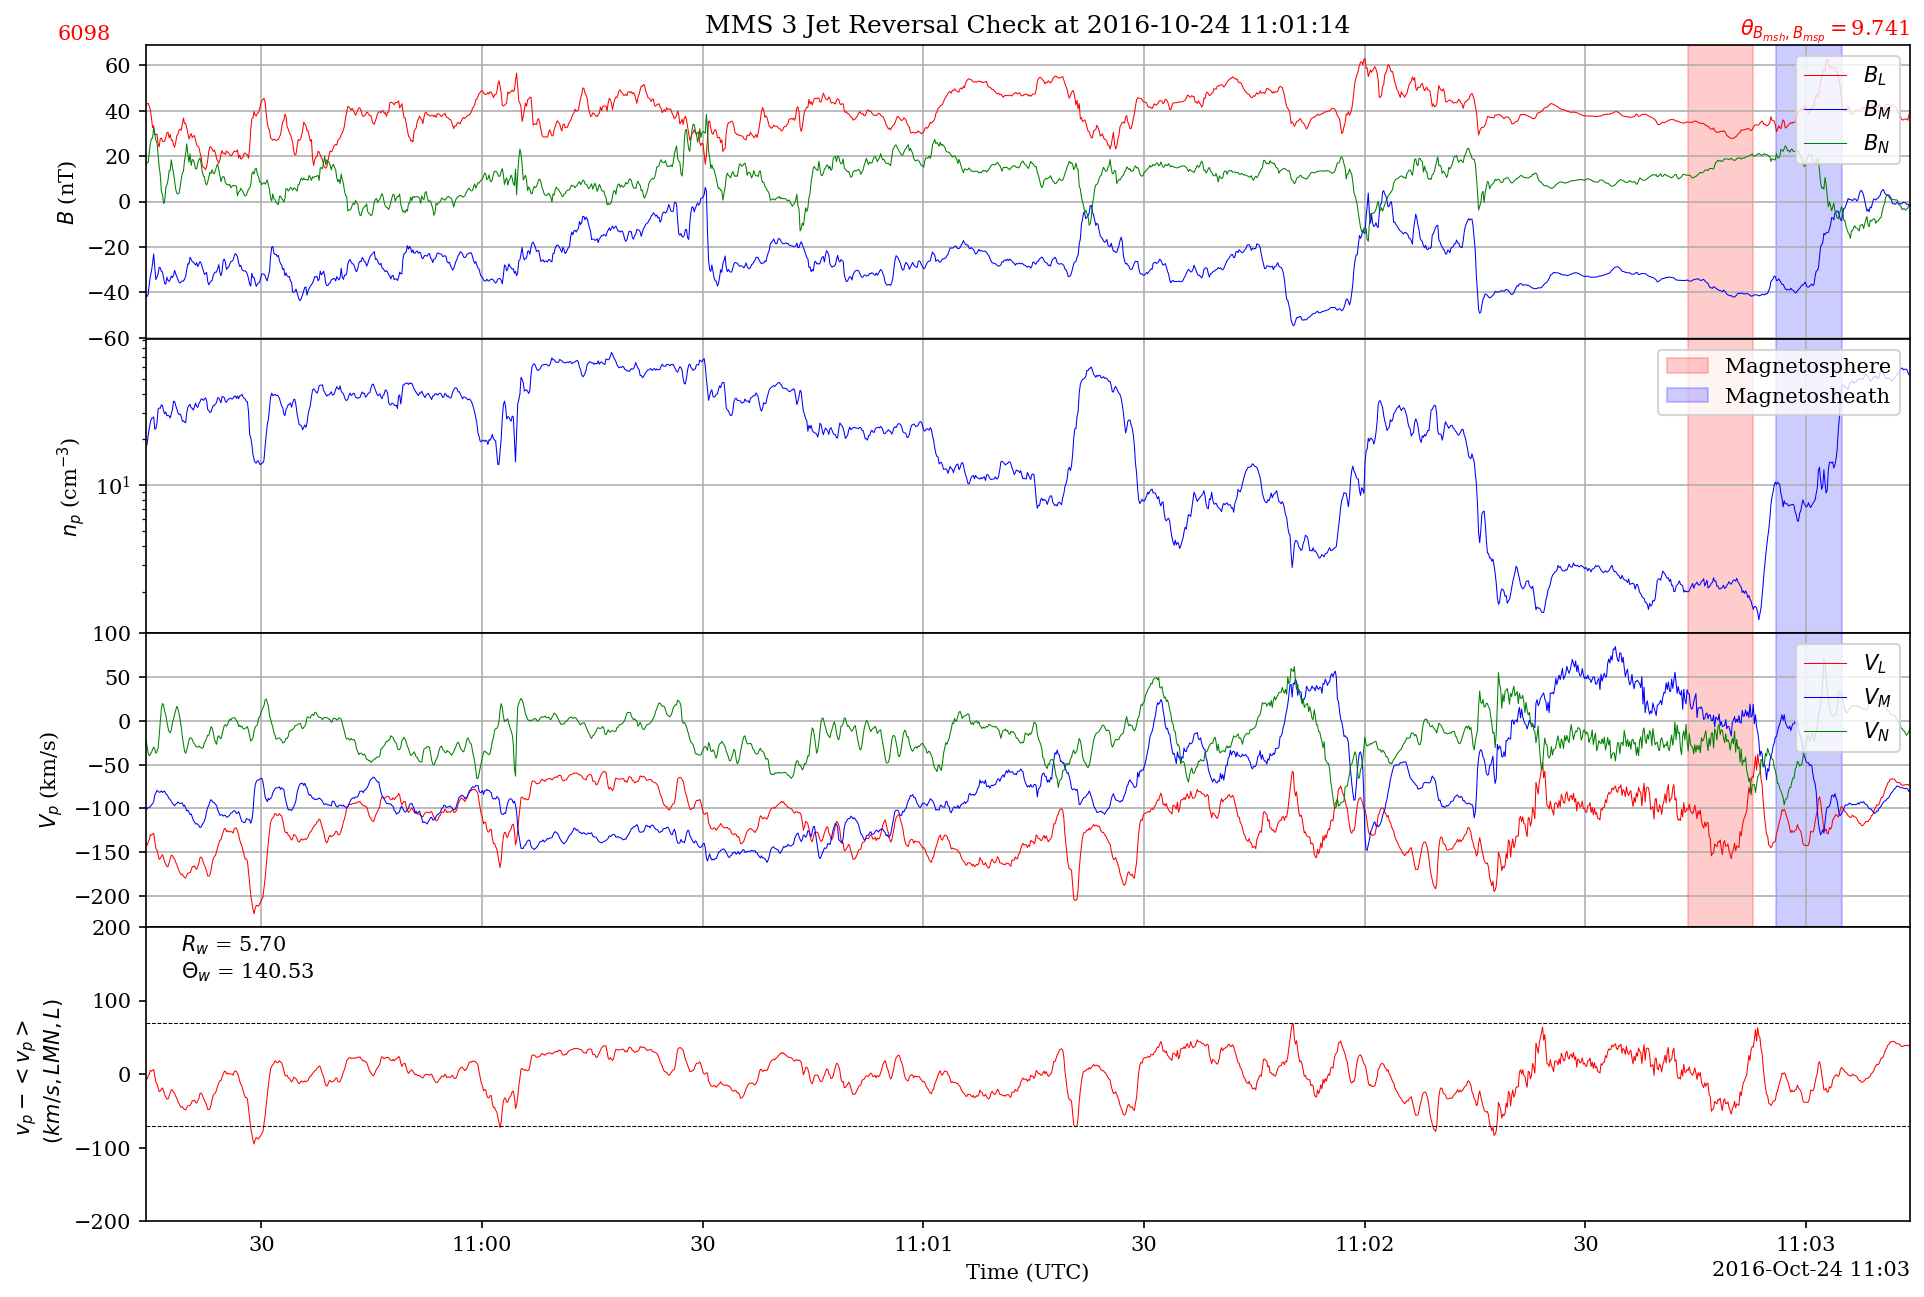 6098
MMS 3 Jet Reversal Check at 2016-10-24 11:01:14
θ_{B_{msh}, B_{msp}} = 9.741
60
40
20
0
−20
−40
−60
B (nT)
B_L
B_M
B_N
10^1
n_p (cm^{−3})
Magnetosphere
Magnetosheath
100
50
0
−50
−100
−150
−200
V_p (km/s)
V_L
V_M
V_N
200
100
0
−100
−200
v_p − < v_p >
(km/s, LMN, L)
R_w = 5.70
Θ_w = 140.53
30
11:00
30
11:01
30
11:02
30
11:03
Time (UTC)
2016-Oct-24 11:03